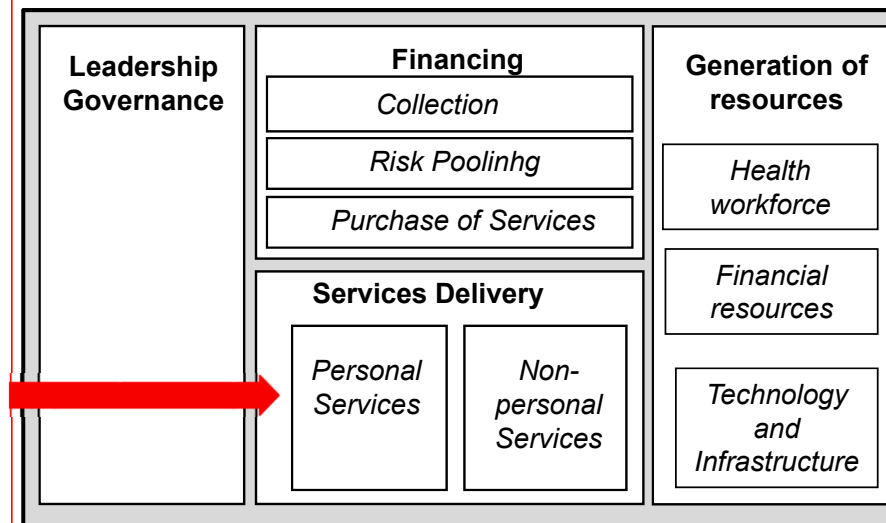 Leadership
Governance
Financing
Collection
Risk Poolinhg
Purchase of Services
Services Delivery
Personal
Services
Non-
personal
Services
Generation of
resources
Health
workforce
Financial
resources
Technology
and
Infrastructure